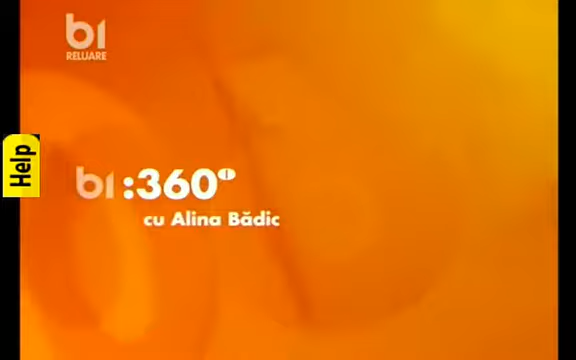 b1
RELUARE
Help
b1:360°
cu Alina Bădic